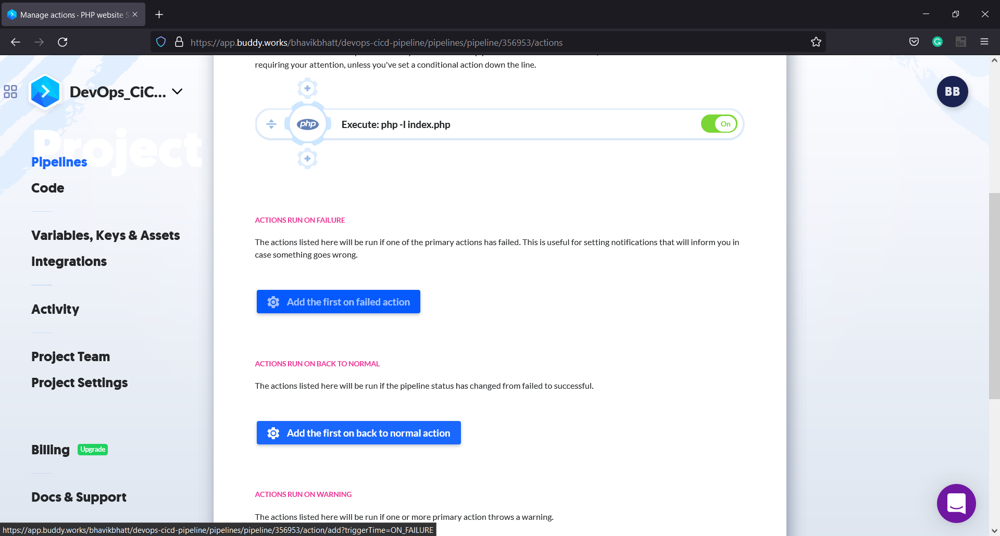 Manage actions · PHP website S
https://app.buddy.works/bhavikbhatt/devops-cicd-pipeline/pipelines/pipeline/356953/actions
requiring your attention, unless you've set a conditional action down the line.
DevOps_CiC...
BB
php
Execute: php -l index.php
On
Project
Pipelines
Code
ACTIONS RUN ON FAILURE
Variables, Keys & Assets
The actions listed here will be run if one of the primary actions has failed. This is useful for setting notifications that will inform you in
case something goes wrong.
Integrations
Add the first on failed action
Activity
Project Team
ACTIONS RUN ON BACK TO NORMAL
Project Settings
The actions listed here will be run if the pipeline status has changed from failed to successful.
Add the first on back to normal action
Billing Upgrade
ACTIONS RUN ON WARNING
Docs & Support
The actions listed here will be run if one or more primary action throws a warning.
https://app.buddy.works/bhavikbhatt/devops-cicd-pipeline/pipelines/pipeline/356953/action/add?triggerTime=ON_FAILURE